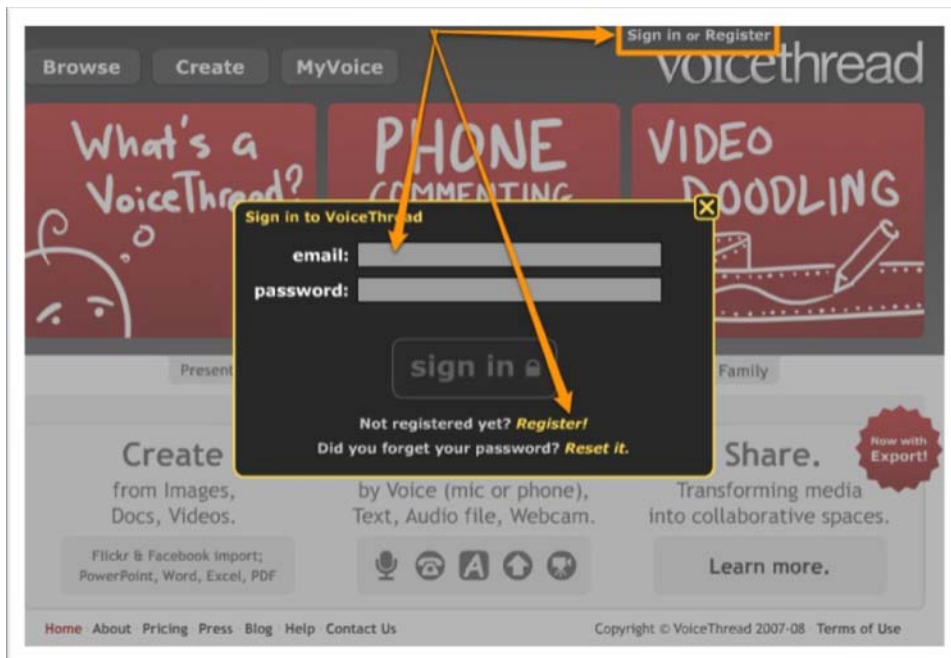 Sign in or Register
Browse Create MyVoice
voicethread
What's a
VoiceThread?
PHONE
COMMENTING
VIDEO
DOODLING
Sign in to VoiceThread
email:
password:
sign in
Not registered yet? Register!
Did you forget your password? Reset it.
Present
Family
Create
from Images,
Docs, Videos.
Flickr & Facebook import;
PowerPoint, Word, Excel, PDF
by Voice (mic or phone),
Text, Audio file, Webcam.
A
Share.
Transforming media
into collaborative spaces.
Learn more.
Now with
Export!
Home About Pricing Press Blog Help Contact Us
Copyright © VoiceThread 2007-08 Terms of Use